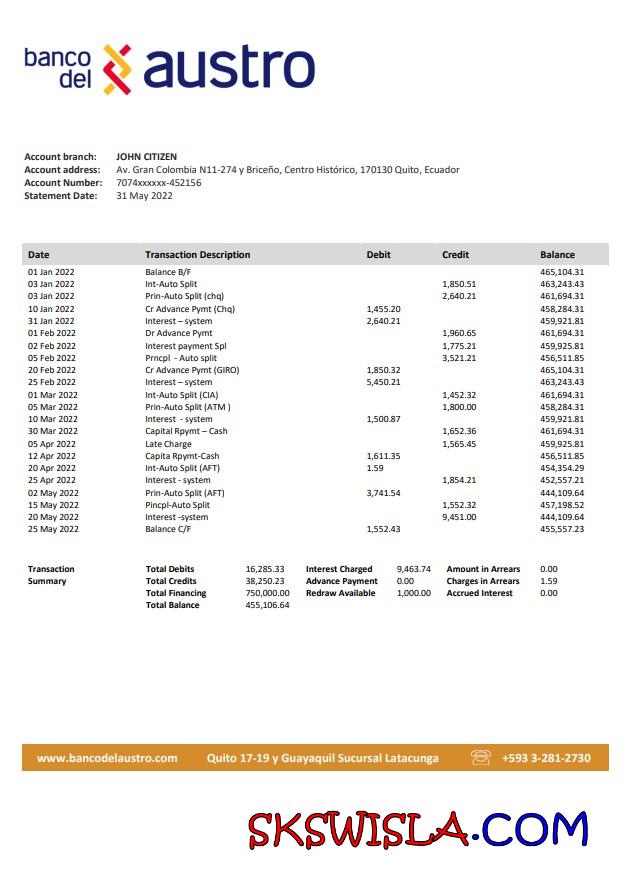 banco del austro
Account branch: JOHN CITIZEN
Account address: Av. Gran Colombia N11-274 y Briceño, Centro Histórico, 170130 Quito, Ecuador
Account Number: 7074xxxxxx-452156
Statement Date: 31 May 2022
Date Transaction Description Debit Credit Balance
01 Jan 2022 Balance B/F 465,104.31
03 Jan 2022 Int-Auto Split 1,850.51 463,243.43
03 Jan 2022 Prin-Auto Split (chq) 2,640.21 461,694.31
10 Jan 2022 Cr Advance Pymt (Chq) 1,455.20 458,284.31
31 Jan 2022 Interest – system 2,640.21 459,921.81
01 Feb 2022 Dr Advance Pymt 1,960.65 461,694.31
02 Feb 2022 Interest payment Spl 1,775.21 459,925.81
05 Feb 2022 Prncpl - Auto split 3,521.21 456,511.85
20 Feb 2022 Cr Advance Pymt (GIRO) 1,850.32 465,104.31
25 Feb 2022 Interest – system 5,450.21 463,243.43
01 Mar 2022 Int-Auto Split (CIA) 1,452.32 461,694.31
05 Mar 2022 Prin-Auto Split (ATM ) 1,800.00 458,284.31
10 Mar 2022 Interest - system 1,500.87 459,921.81
30 Mar 2022 Capital Rpymt – Cash 1,652.36 461,694.31
05 Apr 2022 Late Charge 1,565.45 459,925.81
12 Apr 2022 Capita Rpymt-Cash 1,611.35 456,511.85
20 Apr 2022 Int-Auto Split (AFT) 1.59 454,354.29
25 Apr 2022 Interest - system 1,854.21 452,557.21
02 May 2022 Prin-Auto Split (AFT) 3,741.54 444,109.64
15 May 2022 Pincpl-Auto Split 1,552.32 457,198.52
20 May 2022 Interest -system 9,451.00 444,109.64
25 May 2022 Balance C/F 1,552.43 455,557.23
Transaction Total Debits 16,285.33 Interest Charged 9,463.74 Amount in Arrears 0.00
Summary Total Credits 38,250.23 Advance Payment 0.00 Charges in Arrears 1.59
Total Financing 750,000.00 Redraw Available 1,000.00 Accrued Interest 0.00
Total Balance 455,106.64
www.bancodelaustro.com Quito 17-19 y Guayaquil Sucursal Latacunga +593 3-281-2730
SKSWISLA.COM